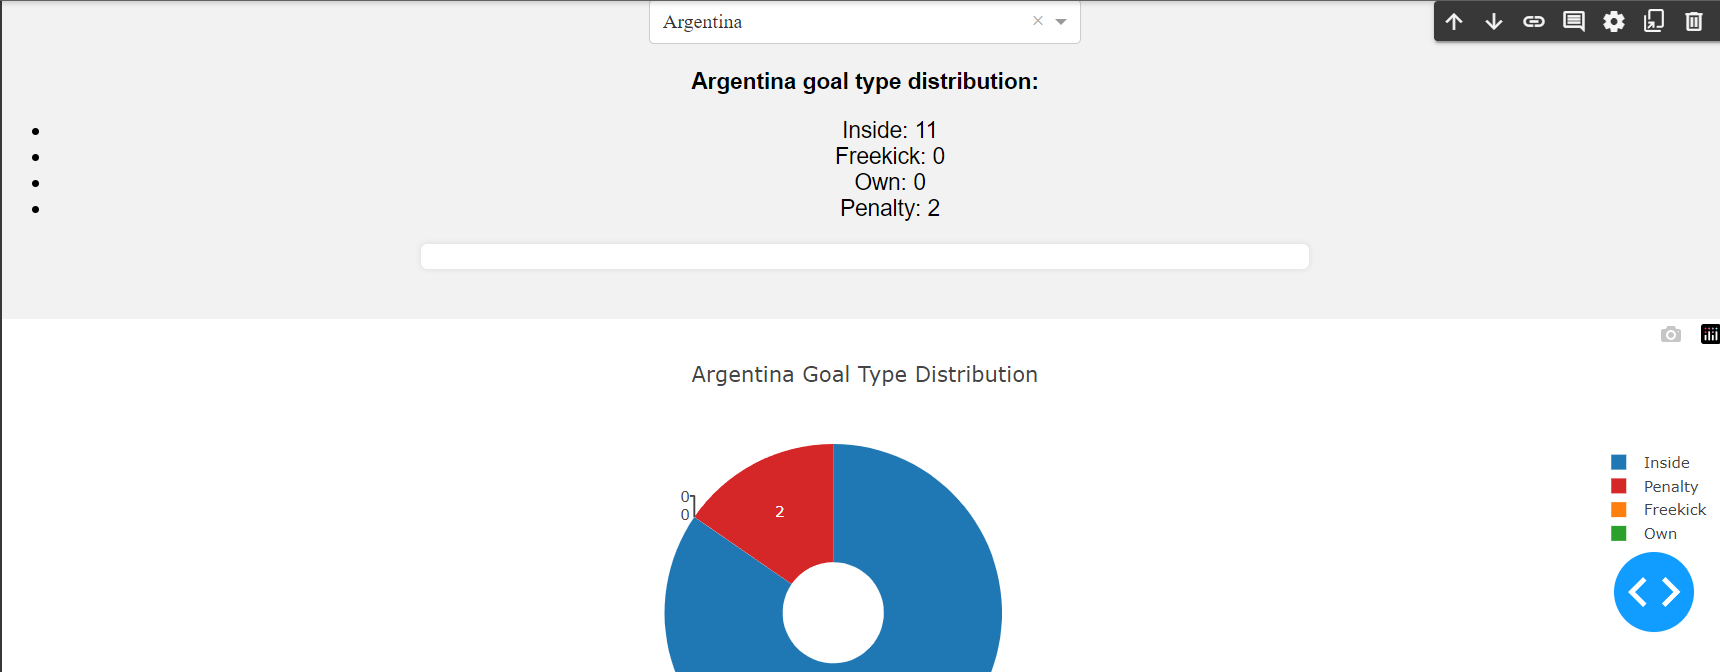 Argentina
Argentina goal type distribution:
Inside: 11
Freekick: 0
Own: 0
Penalty: 2
Argentina Goal Type Distribution
0
0
2
Inside
Penalty
Freekick
Own